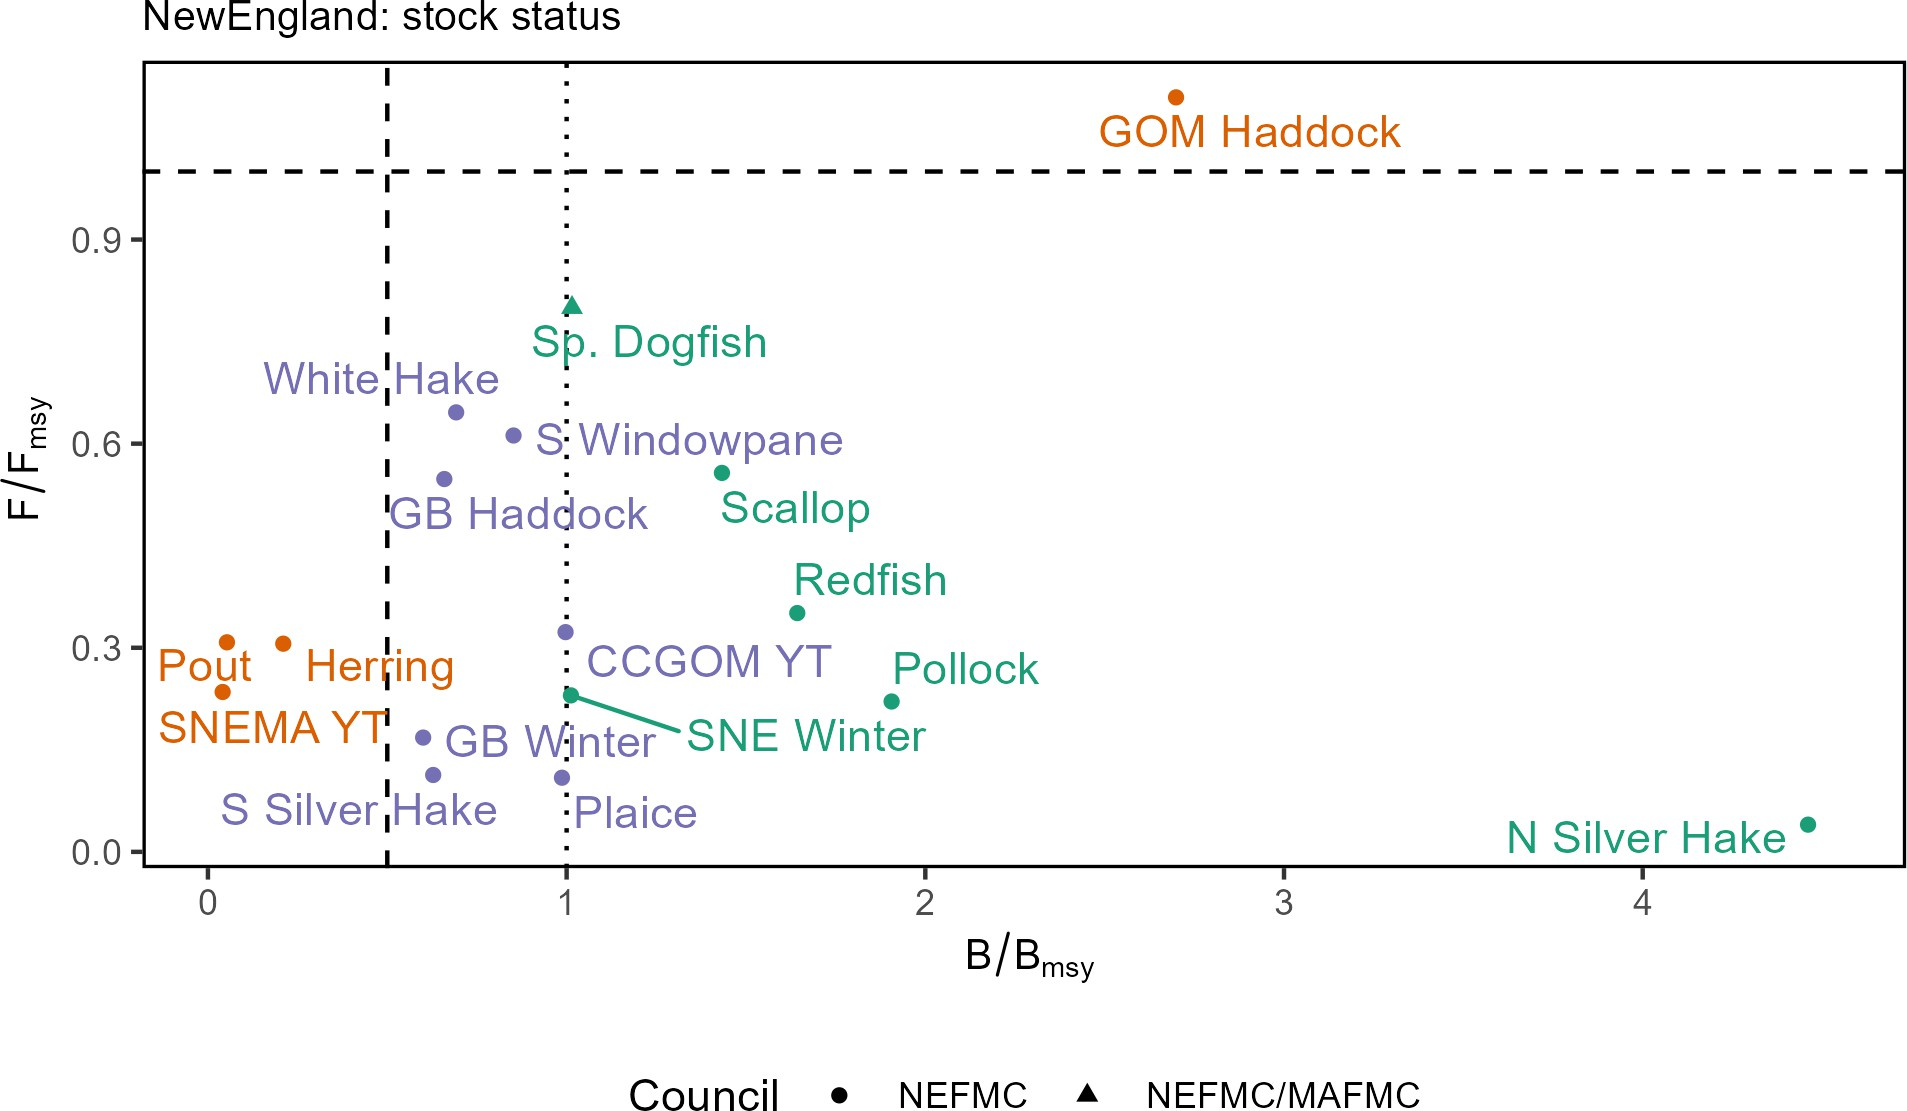 NewEngland: stock status
GOM Haddock
0.9
Sp. Dogfish
White Hake
F/Fmsy
0.6
S Windowpane
GB Haddock
Scallop
Redfish
0.3
Pout
Herring
CCGOM YT
Pollock
SNEMA YT
GB Winter
SNE Winter
S Silver Hake
Plaice
N Silver Hake
0.0
0 1 2 3 4
B/Bmsy
Council NEFMC NEFMC/MAFMC